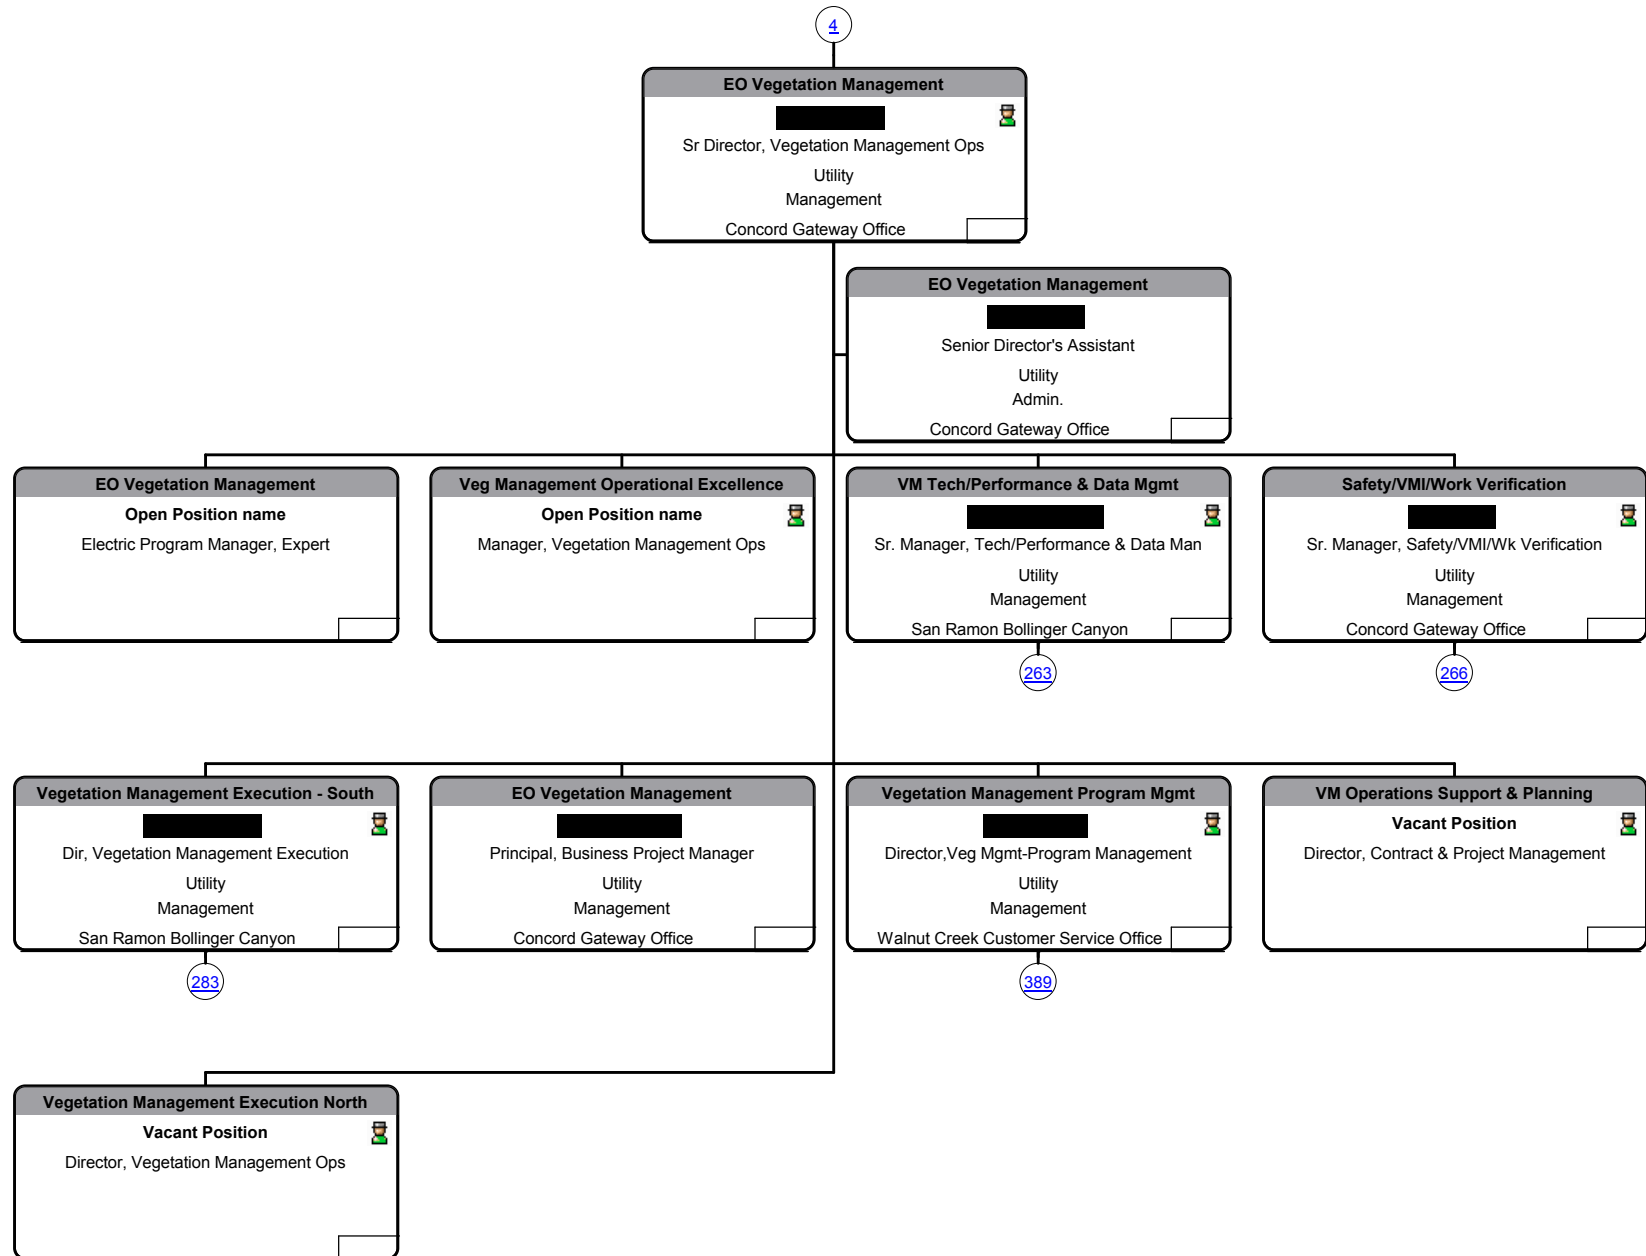 4
EO Vegetation Management
Sr Director, Vegetation Management Ops
Utility
Management
Concord Gateway Office
EO Vegetation Management
Senior Director's Assistant
Utility
Admin.
Concord Gateway Office
EO Vegetation Management
Open Position name
Electric Program Manager, Expert
Veg Management Operational Excellence
Open Position name
Manager, Vegetation Management Ops
VM Tech/Performance & Data Mgmt
Sr. Manager, Tech/Performance & Data Man
Utility
Management
San Ramon Bollinger Canyon
263
Safety/VMI/Work Verification
Sr. Manager, Safety/VMI/Wk Verification
Utility
Management
Concord Gateway Office
266
Vegetation Management Execution - South
Dir, Vegetation Management Execution
Utility
Management
San Ramon Bollinger Canyon
283
EO Vegetation Management
Principal, Business Project Manager
Utility
Management
Concord Gateway Office
Vegetation Management Program Mgmt
Director,Veg Mgmt-Program Management
Utility
Management
Walnut Creek Customer Service Office
389
VM Operations Support & Planning
Vacant Position
Director, Contract & Project Management
Vegetation Management Execution North
Vacant Position
Director, Vegetation Management Ops